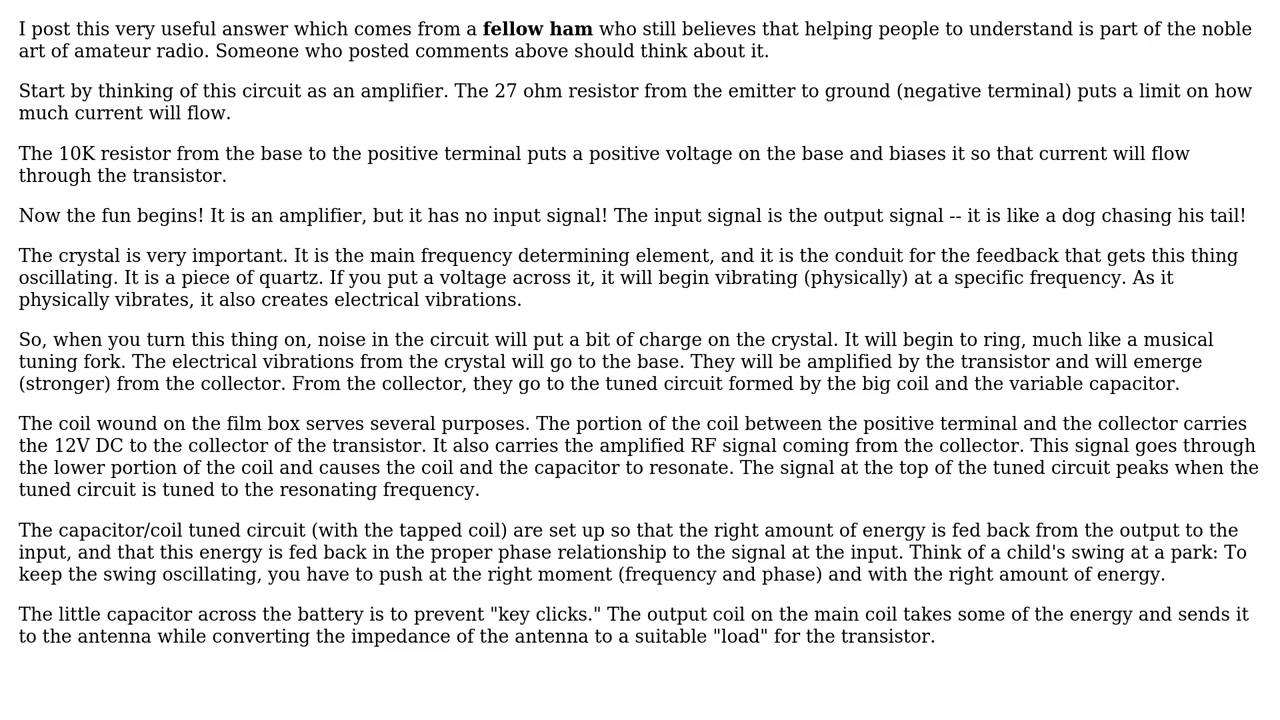 I post this very useful answer which comes from a fellow ham who still believes that helping people to understand is part of the noble
art of amateur radio. Someone who posted comments above should think about it.
Start by thinking of this circuit as an amplifier. The 27 ohm resistor from the emitter to ground (negative terminal) puts a limit on how
much current will flow.
The 10K resistor from the base to the positive terminal puts a positive voltage on the base and biases it so that current will flow
through the transistor.
Now the fun begins! It is an amplifier, but it has no input signal! The input signal is the output signal -- it is like a dog chasing his tail!
The crystal is very important. It is the main frequency determining element, and it is the conduit for the feedback that gets this thing
oscillating. It is a piece of quartz. If you put a voltage across it, it will begin vibrating (physically) at a specific frequency. As it
physically vibrates, it also creates electrical vibrations.
So, when you turn this thing on, noise in the circuit will put a bit of charge on the crystal. It will begin to ring, much like a musical
tuning fork. The electrical vibrations from the crystal will go to the base. They will be amplified by the transistor and will emerge
(stronger) from the collector. From the collector, they go to the tuned circuit formed by the big coil and the variable capacitor.
The coil wound on the film box serves several purposes. The portion of the coil between the positive terminal and the collector carries
the 12V DC to the collector of the transistor. It also carries the amplified RF signal coming from the collector. This signal goes through
the lower portion of the coil and causes the coil and the capacitor to resonate. The signal at the top of the tuned circuit peaks when the
tuned circuit is tuned to the resonating frequency.
The capacitor/coil tuned circuit (with the tapped coil) are set up so that the right amount of energy is fed back from the output to the
input, and that this energy is fed back in the proper phase relationship to the signal at the input. Think of a child's swing at a park: To
keep the swing oscillating, you have to push at the right moment (frequency and phase) and with the right amount of energy.
The little capacitor across the battery is to prevent "key clicks." The output coil on the main coil takes some of the energy and sends it
to the antenna while converting the impedance of the antenna to a suitable "load" for the transistor.